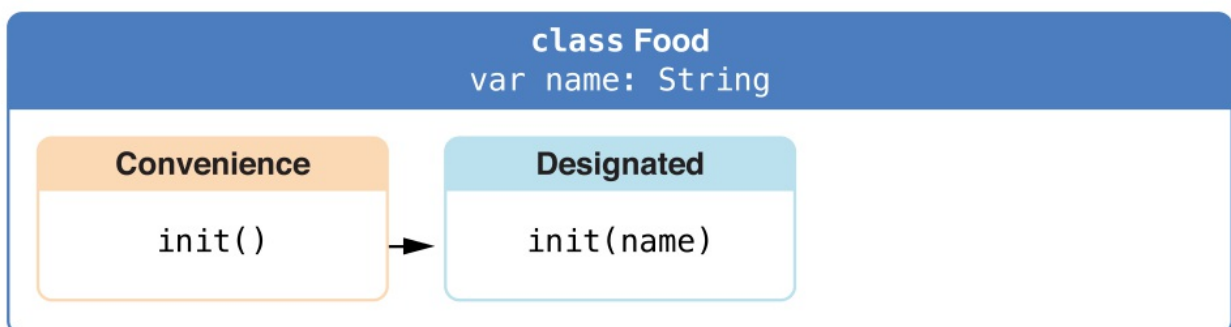 class Food
var name: String
Convenience
Designated
init()
init(name)